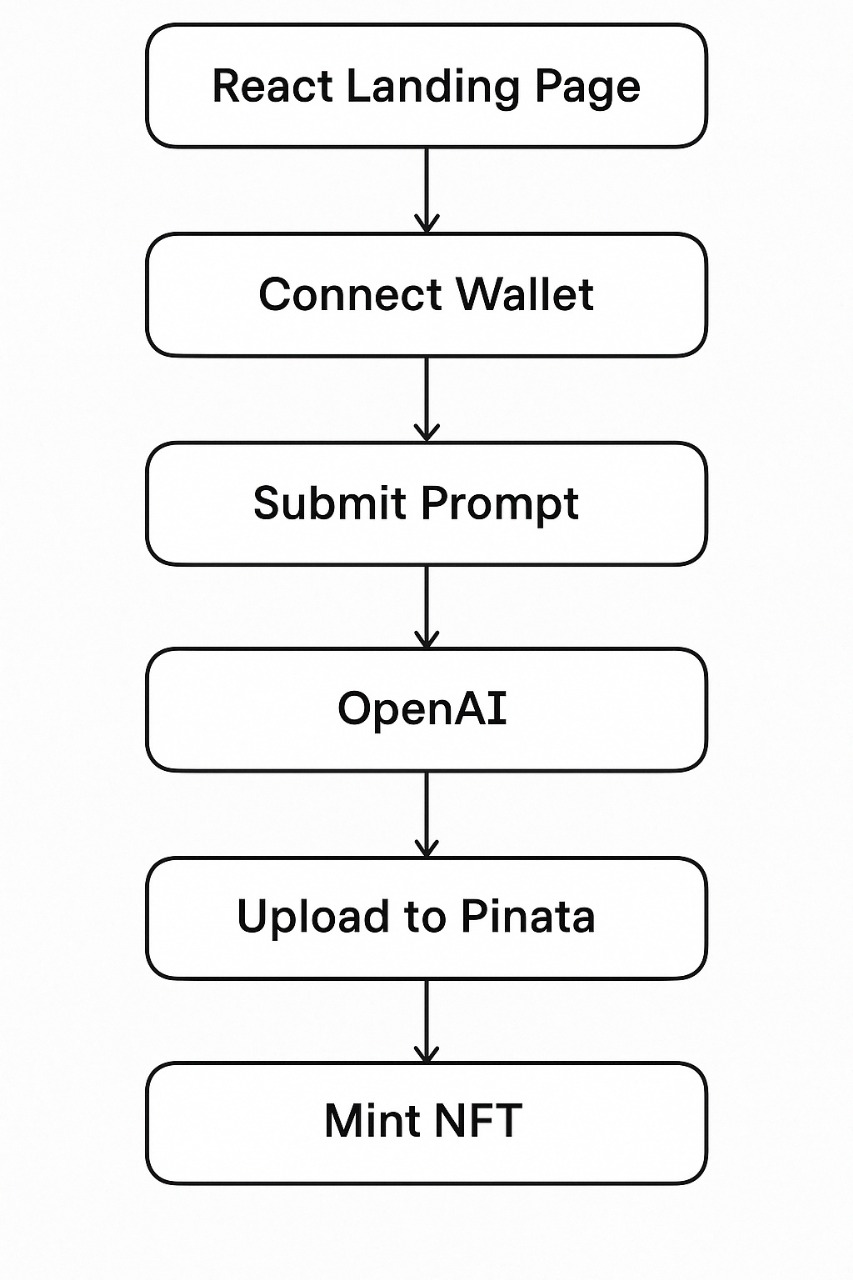 React Landing Page
Connect Wallet
Submit Prompt
OpenAI
Upload to Pinata
Mint NFT